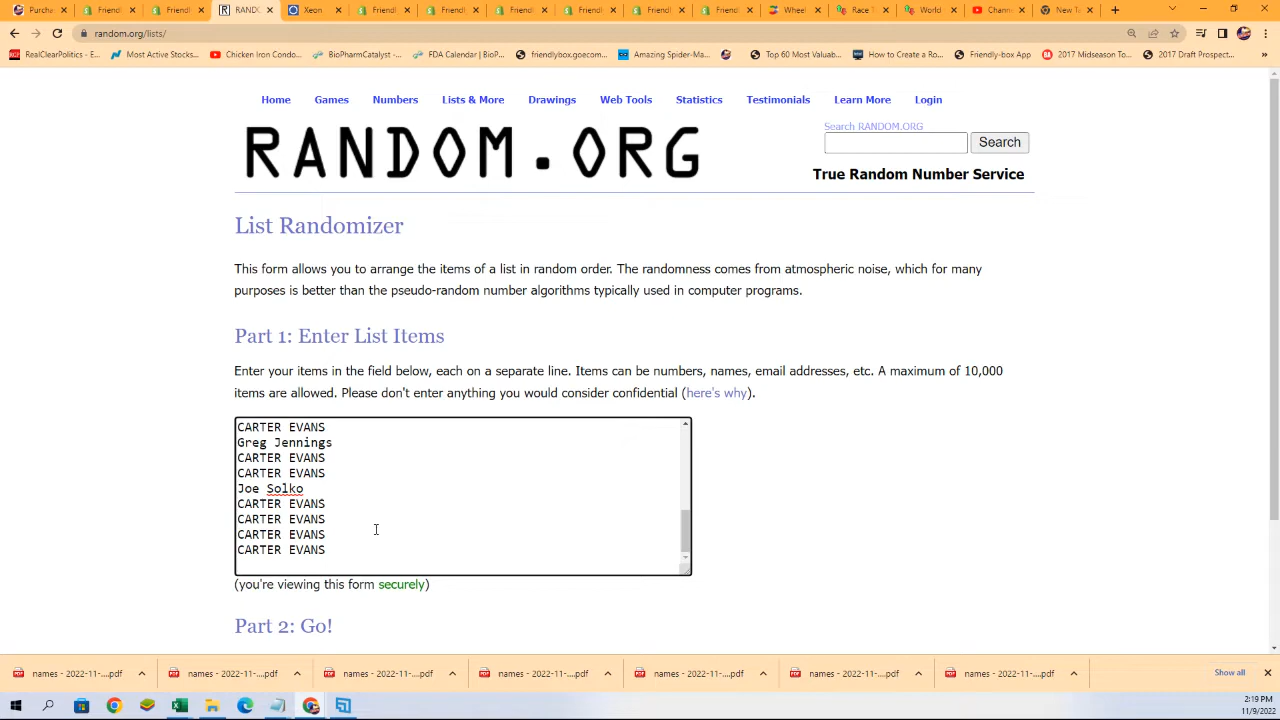 Purch
Friendl
Friendl
RAND
Xeon
Friendl
Friendl
Friendl
Friendl
Friendl
Friendl
Wheel
Race T
World
Chann
New T
random.org/lists/
RealClearPolitics - E...
Most Active Stocks...
Chicken Iron Condo...
BioPharmCatalyst -...
FDA Calendar | BioP...
friendlybox.goecom...
Amazing Spider-Ma...
Top 60 Most Valuab...
How to Create a Ro...
Friendly-box App
2017 Midseason To...
2017 Draft Prospect...
Home Games Numbers Lists & More Drawings Web Tools Statistics Testimonials Learn More Login
RANDOM.ORG
Search RANDOM.ORG
Search
True Random Number Service
List Randomizer
This form allows you to arrange the items of a list in random order. The randomness comes from atmospheric noise, which for many
purposes is better than the pseudo-random number algorithms typically used in computer programs.
Part 1: Enter List Items
Enter your items in the field below, each on a separate line. Items can be numbers, names, email addresses, etc. A maximum of 10,000
items are allowed. Please don't enter anything you would consider confidential (here's why).
CARTER EVANS
Greg Jennings
CARTER EVANS
CARTER EVANS
Joe Solko
CARTER EVANS
CARTER EVANS
CARTER EVANS
CARTER EVANS
(you're viewing this form securely)
Part 2: Go!
names - 2022-11-....pdf
names - 2022-11-....pdf
names - 2022-11-....pdf
names - 2022-11-....pdf
names - 2022-11-....pdf
names - 2022-11-....pdf
names - 2022-11-....pdf
Show all
2:19 PM
11/9/2022